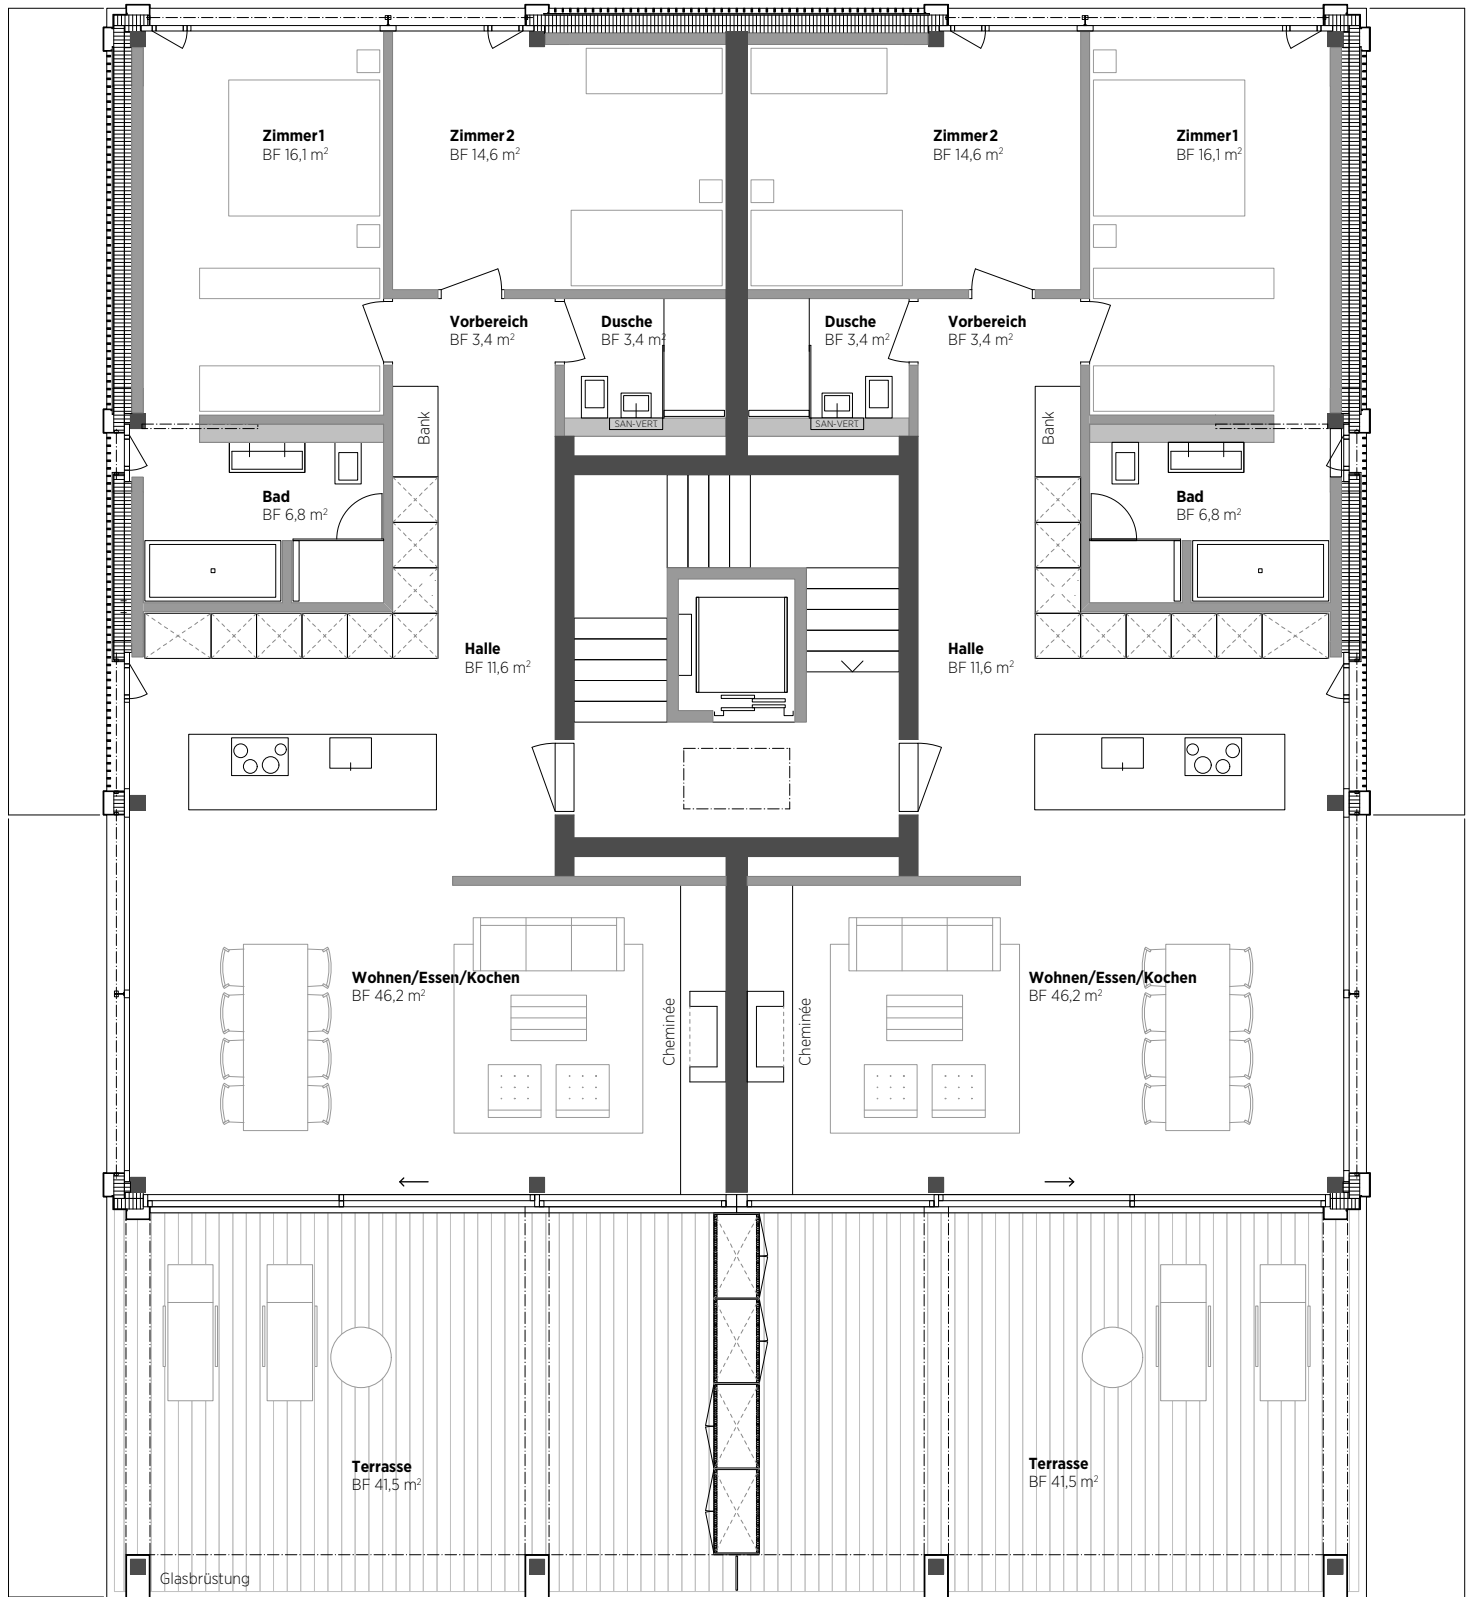 Zimmer1
BF 16,1 m²
Zimmer2
BF 14,6 m²
Zimmer2
BF 14,6 m²
Zimmer1
BF 16,1 m²
Vorbereich
BF 3,4 m²
Dusche
BF 3,4 m²
Dusche
BF 3,4 m²
Vorbereich
BF 3,4 m²
Bank
SAN-VERT.
SAN-VERT.
Bank
Bad
BF 6,8 m²
Bad
BF 6,8 m²
Halle
BF 11,6 m²
Halle
BF 11,6 m²
Wohnen/Essen/Kochen
BF 46,2 m²
Cheminée
Cheminée
Wohnen/Essen/Kochen
BF 46,2 m²
Terrasse
BF 41,5 m²
Terrasse
BF 41,5 m²
Glasbrüstung